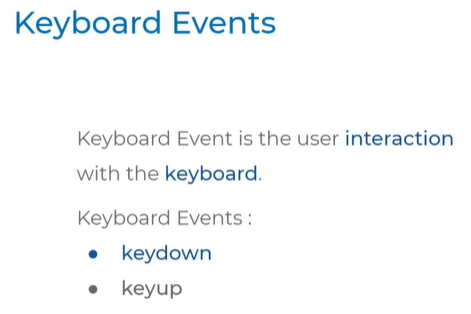 Keyboard Events
Keyboard Event is the user interaction
with the keyboard.
Keyboard Events :
• keydown
• keyup